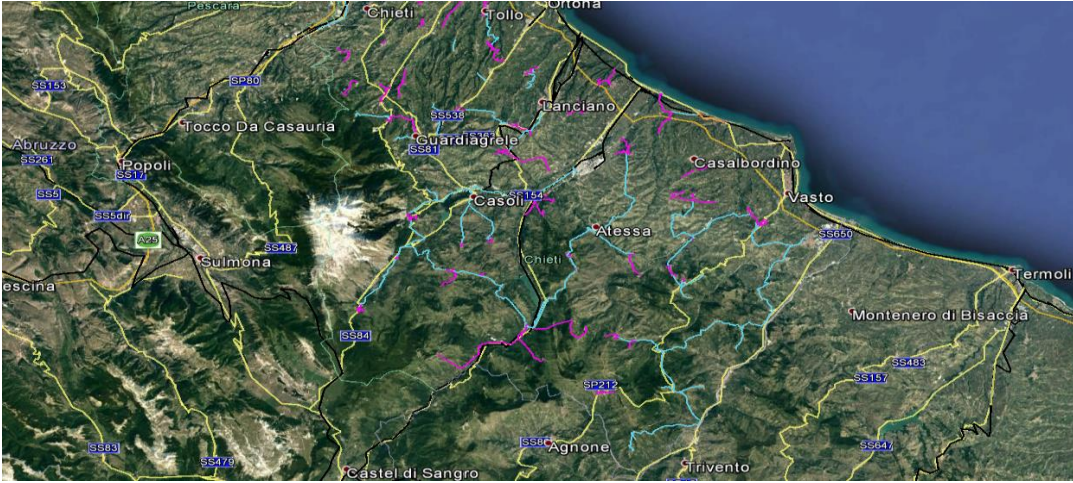 Pescara
Chieti
Tollo
Ortona
SS153
SP80
Tocco Da Casauria
SS538
Lanciano
SS363
Guardiagrele
SS81
Abruzzo
SS261
Popoli
SS17
Casalbordino
SS5
Casoli
SS154
Vasto
SS5dir
A25
SS487
Atessa
SS650
Sulmona
Chieti
Termoli
escina
SS84
Montenero di Bisaccia
SS483
SS157
SP212
SS83
SS479
Castel di Sangro
SS86
Agnone
SS647
Trivento